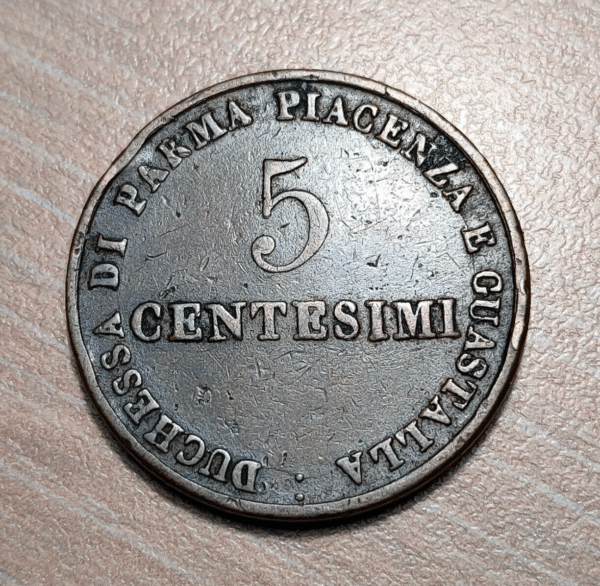 DUCHESSA DI PARMA PIACENZA E GUASTALLA :
5
CENTESIMI